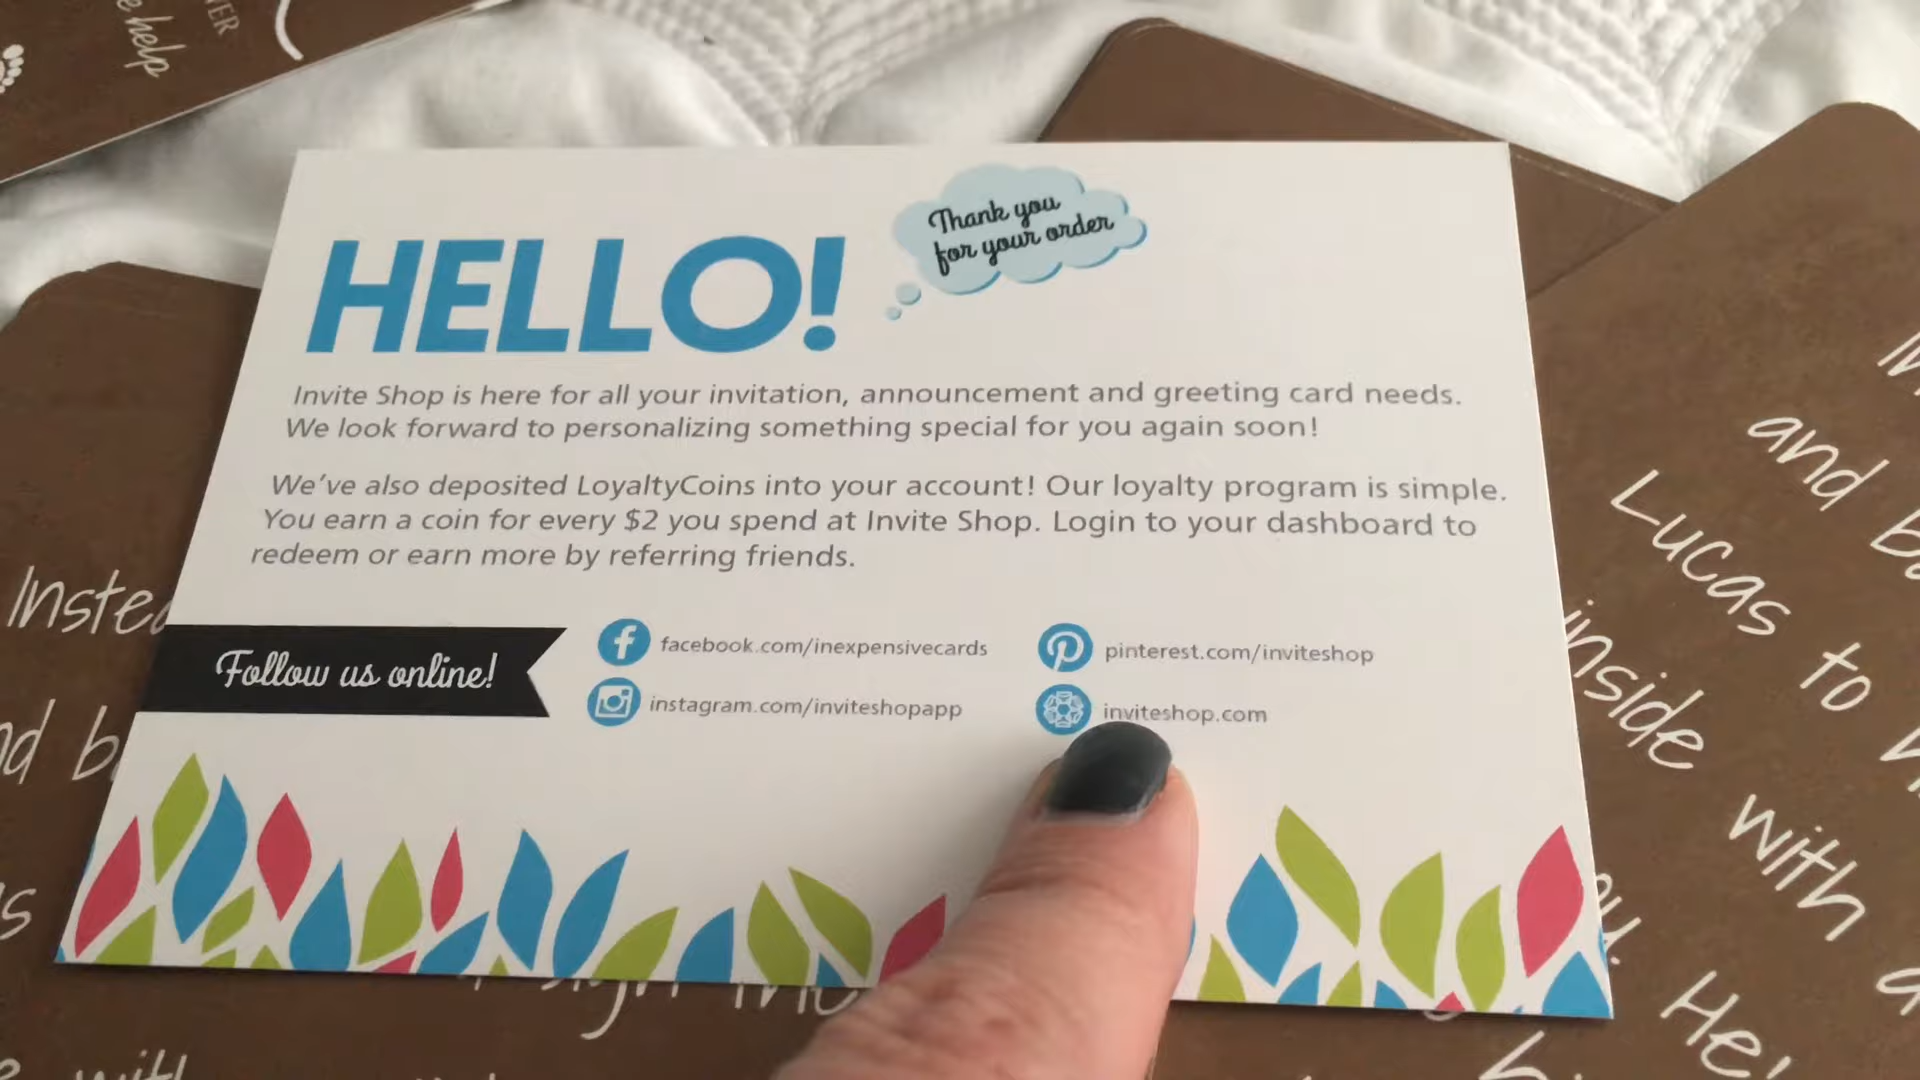 HELLO!
Thank you
for your order
Invite Shop is here for all your invitation, announcement and greeting card needs.
We look forward to personalizing something special for you again soon!
We've also deposited LoyaltyCoins into your account! Our loyalty program is simple.
You earn a coin for every $2 you spend at Invite Shop. Login to your dashboard to
redeem or earn more by referring friends.
Follow us online!
facebook.com/inexpensivecards
pinterest.com/inviteshop
instagram.com/inviteshopapp
inviteshop.com
help
and
Lucas to
inside
with